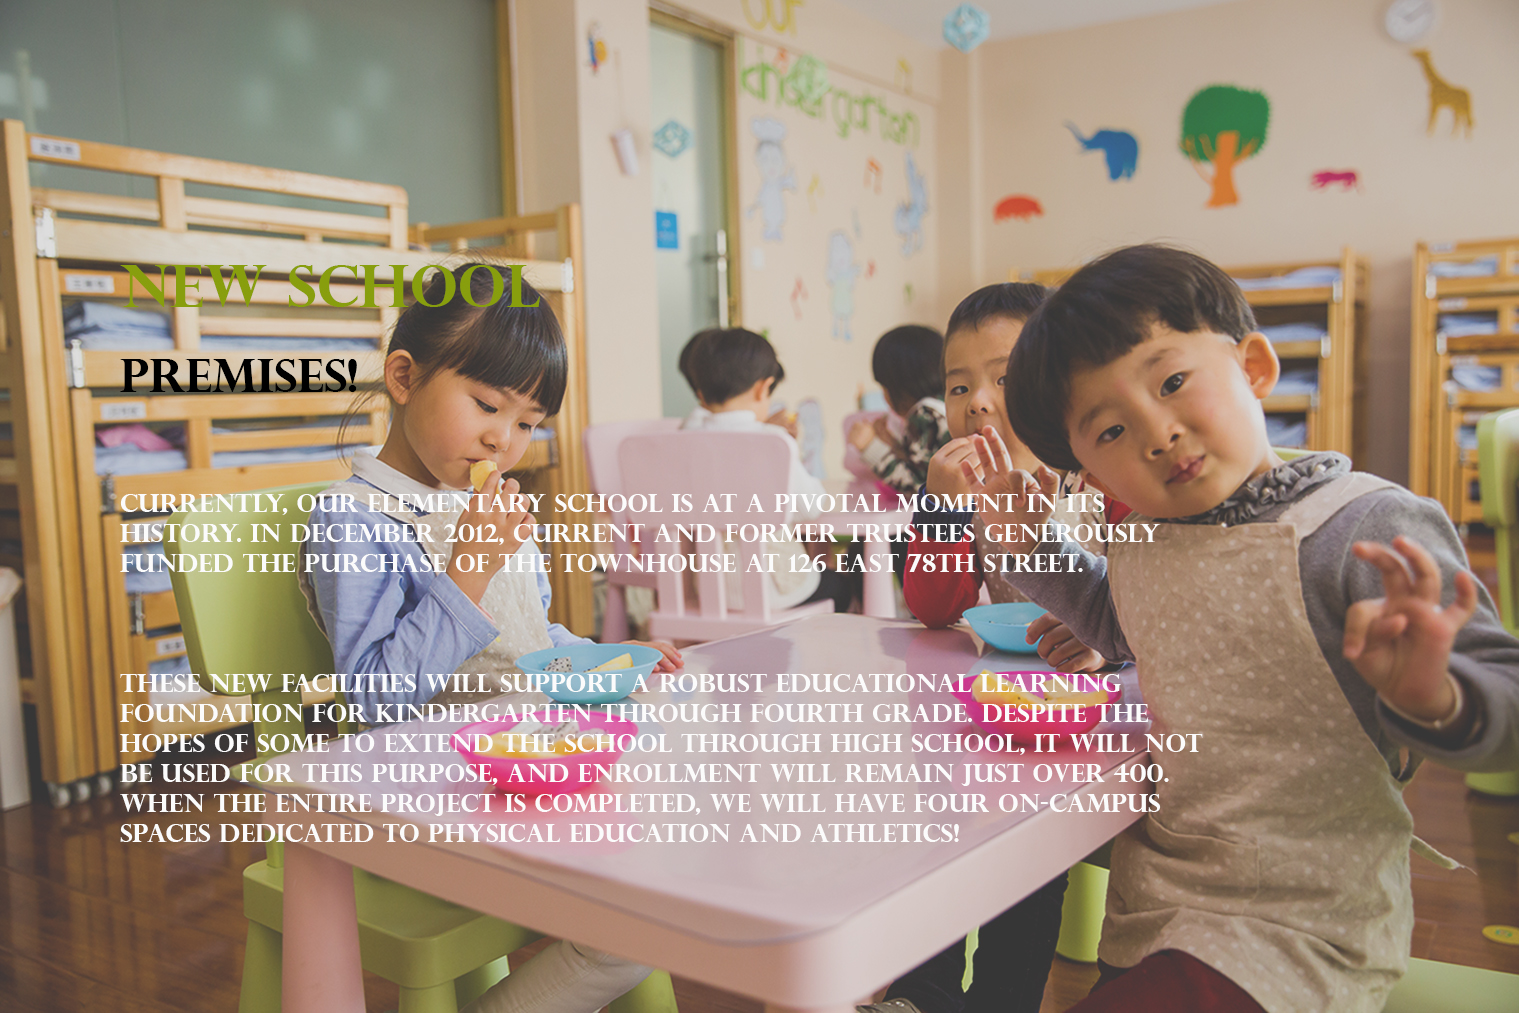 OUR
kindergarten
NEW SCHOOL
PREMISES!
CURRENTLY, OUR ELEMENTARY SCHOOL IS AT A PIVOTAL MOMENT IN ITS
HISTORY. IN DECEMBER 2012, CURRENT AND FORMER TRUSTEES GENEROUSLY
FUNDED THE PURCHASE OF THE TOWNHOUSE AT 126 EAST 78TH STREET.
THESE NEW FACILITIES WILL SUPPORT A ROBUST EDUCATIONAL LEARNING
FOUNDATION FOR KINDERGARTEN THROUGH FOURTH GRADE. DESPITE THE
HOPES OF SOME TO EXTEND THE SCHOOL THROUGH HIGH SCHOOL, IT WILL NOT
BE USED FOR THIS PURPOSE, AND ENROLLMENT WILL REMAIN JUST OVER 400.
WHEN THE ENTIRE PROJECT IS COMPLETED, WE WILL HAVE FOUR ON-CAMPUS
SPACES DEDICATED TO PHYSICAL EDUCATION AND ATHLETICS!